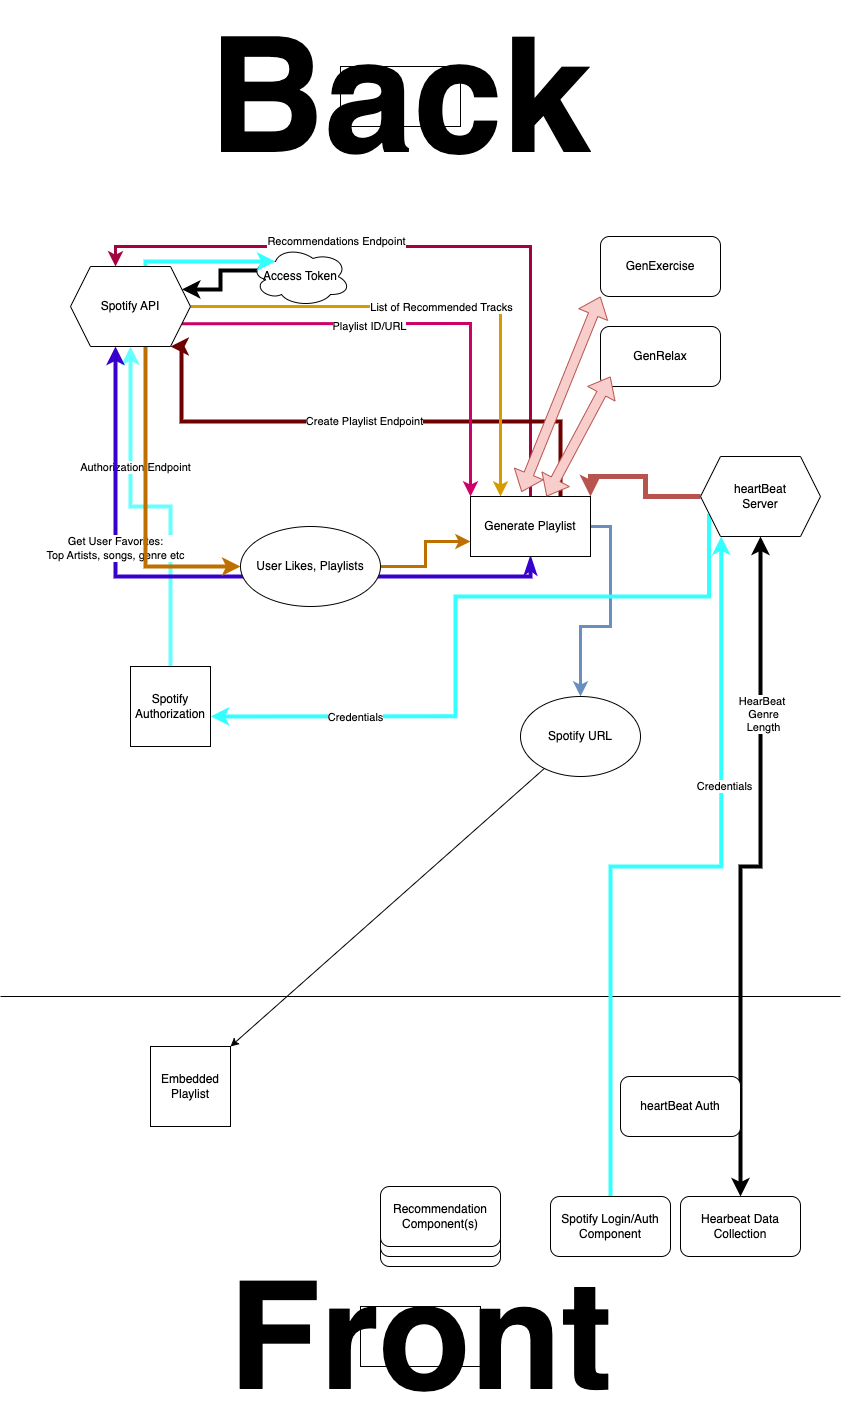 Back
Recommendations Endpoint
GenExercise
Access Token
Spotify API
List of Recommended Tracks
Playlist ID/URL
GenRelax
Create Playlist Endpoint
Authorization Endpoint
heartBeat
Server
Generate Playlist
Get User Favorites:
Top Artists, songs, genre etc
User Likes, Playlists
Spotify
Authorization
Credentials
Spotify URL
HearBeat
Genre
Length
Credentials
Embedded
Playlist
heartBeat Auth
Recommendation
Component(s)
Spotify Login/Auth
Component
Hearbeat Data
Collection
Front